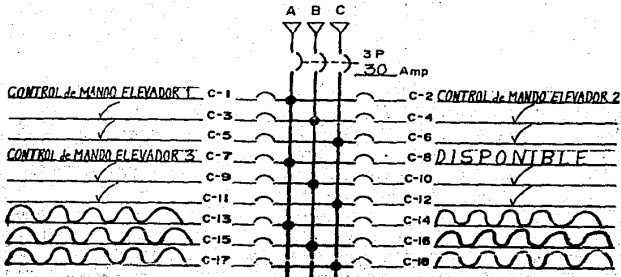 A B C
3 P
30 Amp
CONTROL de MANDO ELEVADOR 1 C-1 C-2 CONTROL de MANDO ELEVADOR 2
C-3 C-4
C-5 C-6
CONTROL de MANDO ELEVADOR 3 C-7 C-8 DISPONIBLE
C-9 C-10
C-11 C-12
C-13 C-14
C-15 C-16
C-17 C-18